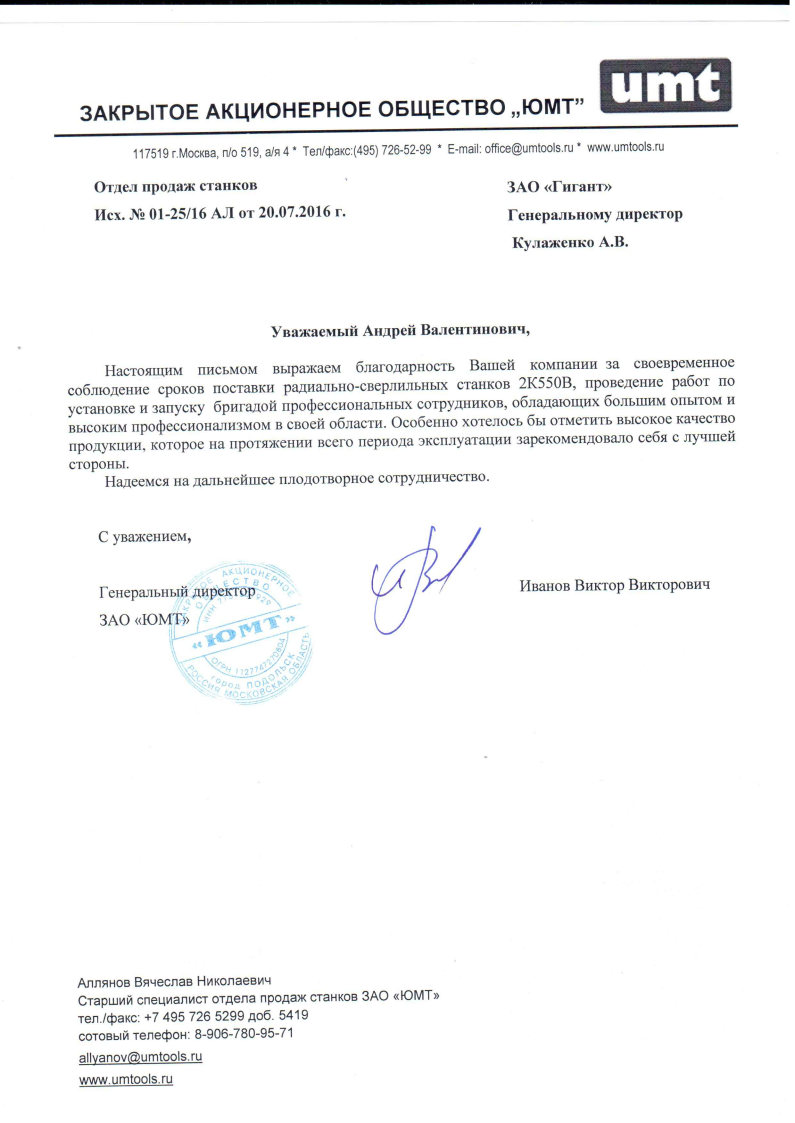 ЗАКРЫТОЕ АКЦИОНЕРНОЕ ОБЩЕСТВО „ЮМТ”
umt
117519 г.Москва, п/о 519, а/я 4 * Тел/факс:(495) 726-52-99 * E-mail: office@umtools.ru * www.umtools.ru
Отдел продаж станков
Исх. № 01-25/16 АЛ от 20.07.2016 г.
ЗАО «Гигант»
Генеральному директор
Кулаженко А.В.
Уважаемый Андрей Валентинович,
Настоящим письмом выражаем благодарность Вашей компании за своевременное
соблюдение сроков поставки радиально-сверлильных станков 2К550В, проведение работ по
установке и запуску бригадой профессиональных сотрудников, обладающих большим опытом и
высоким профессионализмом в своей области. Особенно хотелось бы отметить высокое качество
продукции, которое на протяжении всего периода эксплуатации зарекомендовало себя с лучшей
стороны.
Надеемся на дальнейшее плодотворное сотрудничество.
С уважением,
Генеральный директор
ЗАО «ЮМТ»
Иванов Виктор Викторович
ЗАКРЫТОЕ АКЦИОНЕРНОЕ
ОБЩЕСТВО
ИНН
«ЮМТ»
ОГРН 1127747270804
город ПОДОЛЬСК
РОССИЯ МОСКОВСКАЯ ОБЛАСТЬ
Аллянов Вячеслав Николаевич
Старший специалист отдела продаж станков ЗАО «ЮМТ»
тел./факс: +7 495 726 5299 доб. 5419
сотовый телефон: 8-906-780-95-71
allyanov@umtools.ru
www.umtools.ru